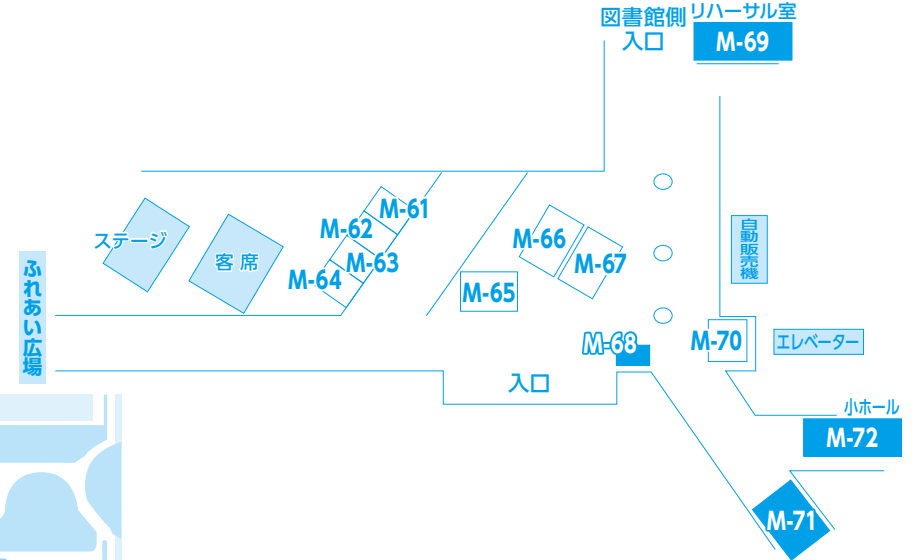 図書館側
入口
リハーサル室
M-69
M-61
M-62
M-63
M-64
ステージ
客席
M-66
M-67
M-65
自動販売機
ふれあい広場
M-68
M-70
エレベーター
入口
小ホール
M-72
M-71